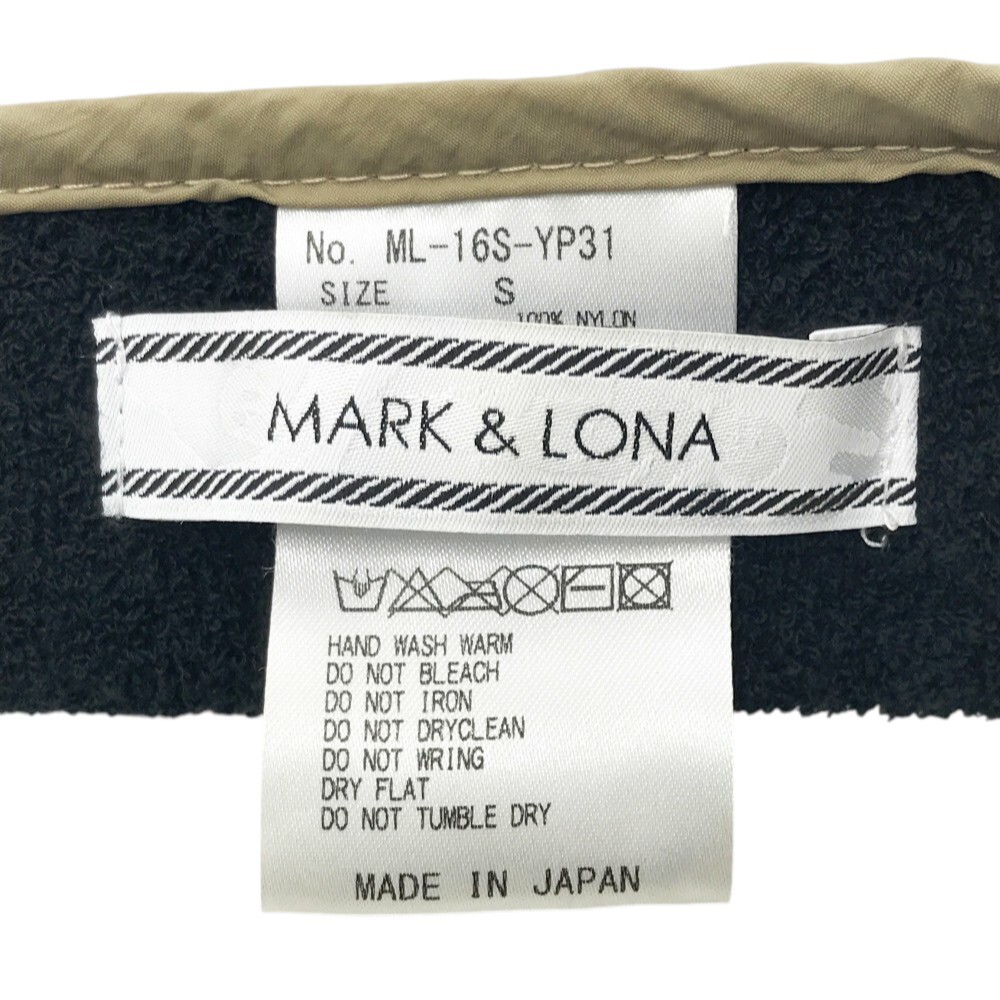 No. ML-16S-YP31
SIZE S
100% NYLON
MARK & LONA
HAND WASH WARM
DO NOT BLEACH
DO NOT IRON
DO NOT DRYCLEAN
DO NOT WRING
DRY FLAT
DO NOT TUMBLE DRY
MADE IN JAPAN